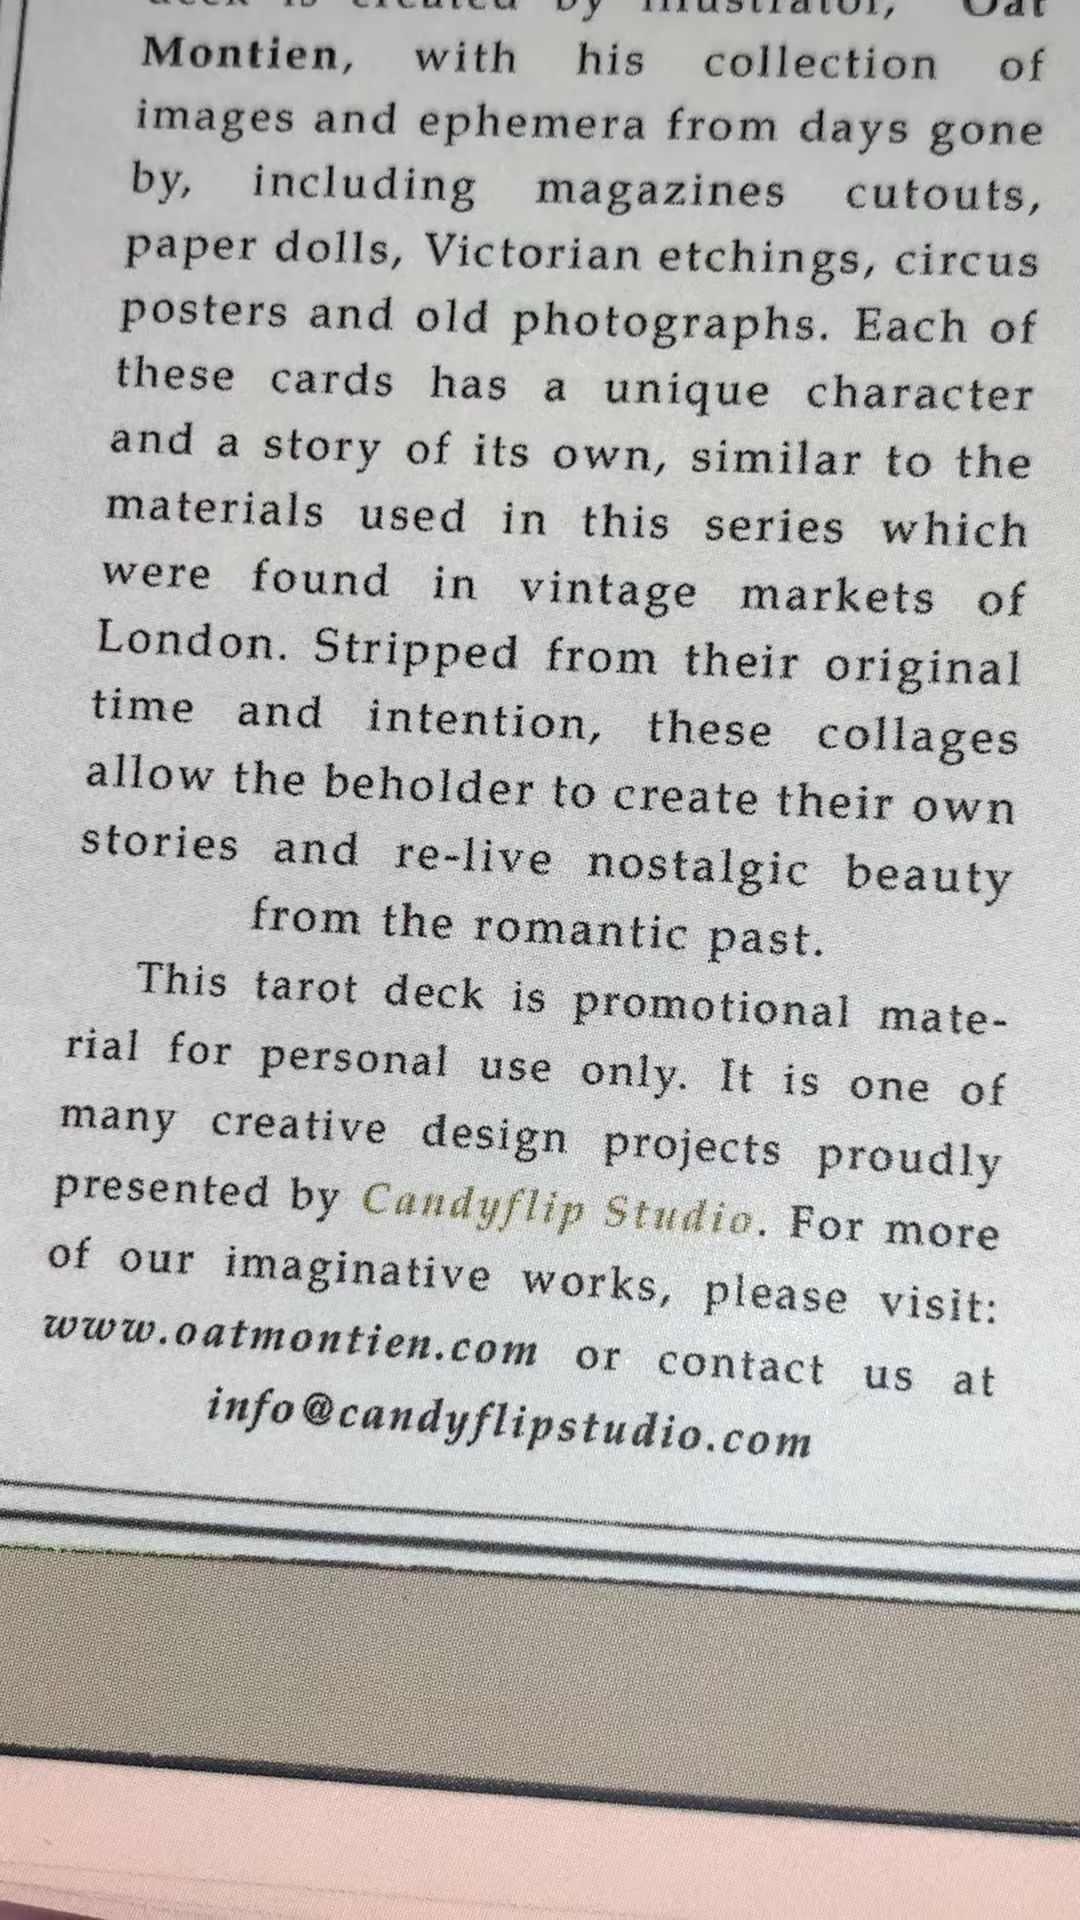 deck is created by illustrator, Oat
Montien, with his collection of
images and ephemera from days gone
by, including magazines cutouts,
paper dolls, Victorian etchings, circus
posters and old photographs. Each of
these cards has a unique character
and a story of its own, similar to the
materials used in this series which
were found in vintage markets of
London. Stripped from their original
time and intention, these collages
allow the beholder to create their own
stories and re-live nostalgic beauty
from the romantic past.
This tarot deck is promotional mate-
rial for personal use only. It is one of
many creative design projects proudly
presented by Candyflip Studio. For more
of our imaginative works, please visit:
www.oatmontien.com or contact us at
info@candyflipstudio.com